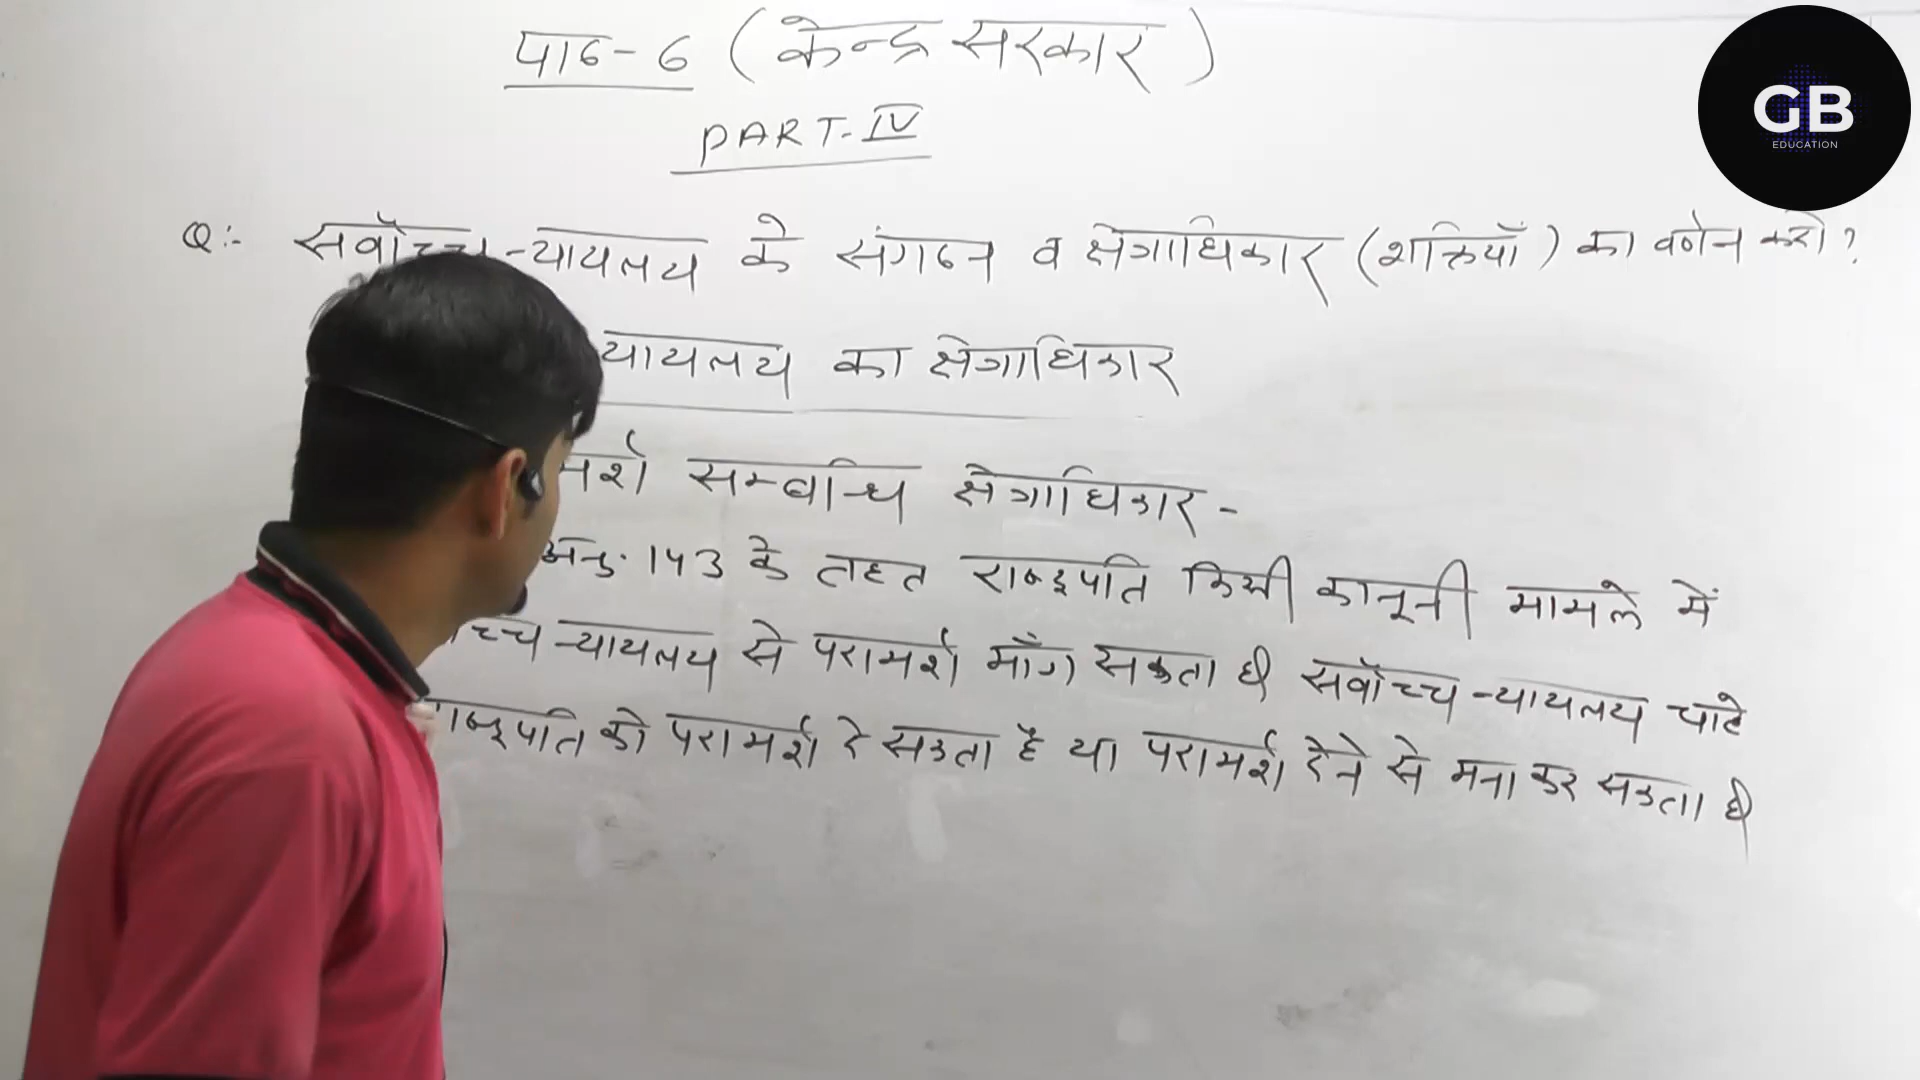 पाठ-6 (केन्द्र सरकार)
PART-IV
GB
EDUCATION
Q:- सर्वोच्च न्यायलय के संगठन व क्षेत्राधिकार (शक्तियाँ) का वर्णन करो?
न्यायलय का क्षेत्राधिकार
मर्श सम्बन्धि क्षेत्राधिकार -
अनु. 143 के तहत राष्ट्रपति किसी कानूनी मामले में
च्च न्यायलय से परामर्श माँग सकता है। सर्वोच्च न्यायलय चाहे
राष्ट्रपति को परामर्श दे सकता है या परामर्श देने से मना कर सकता है।